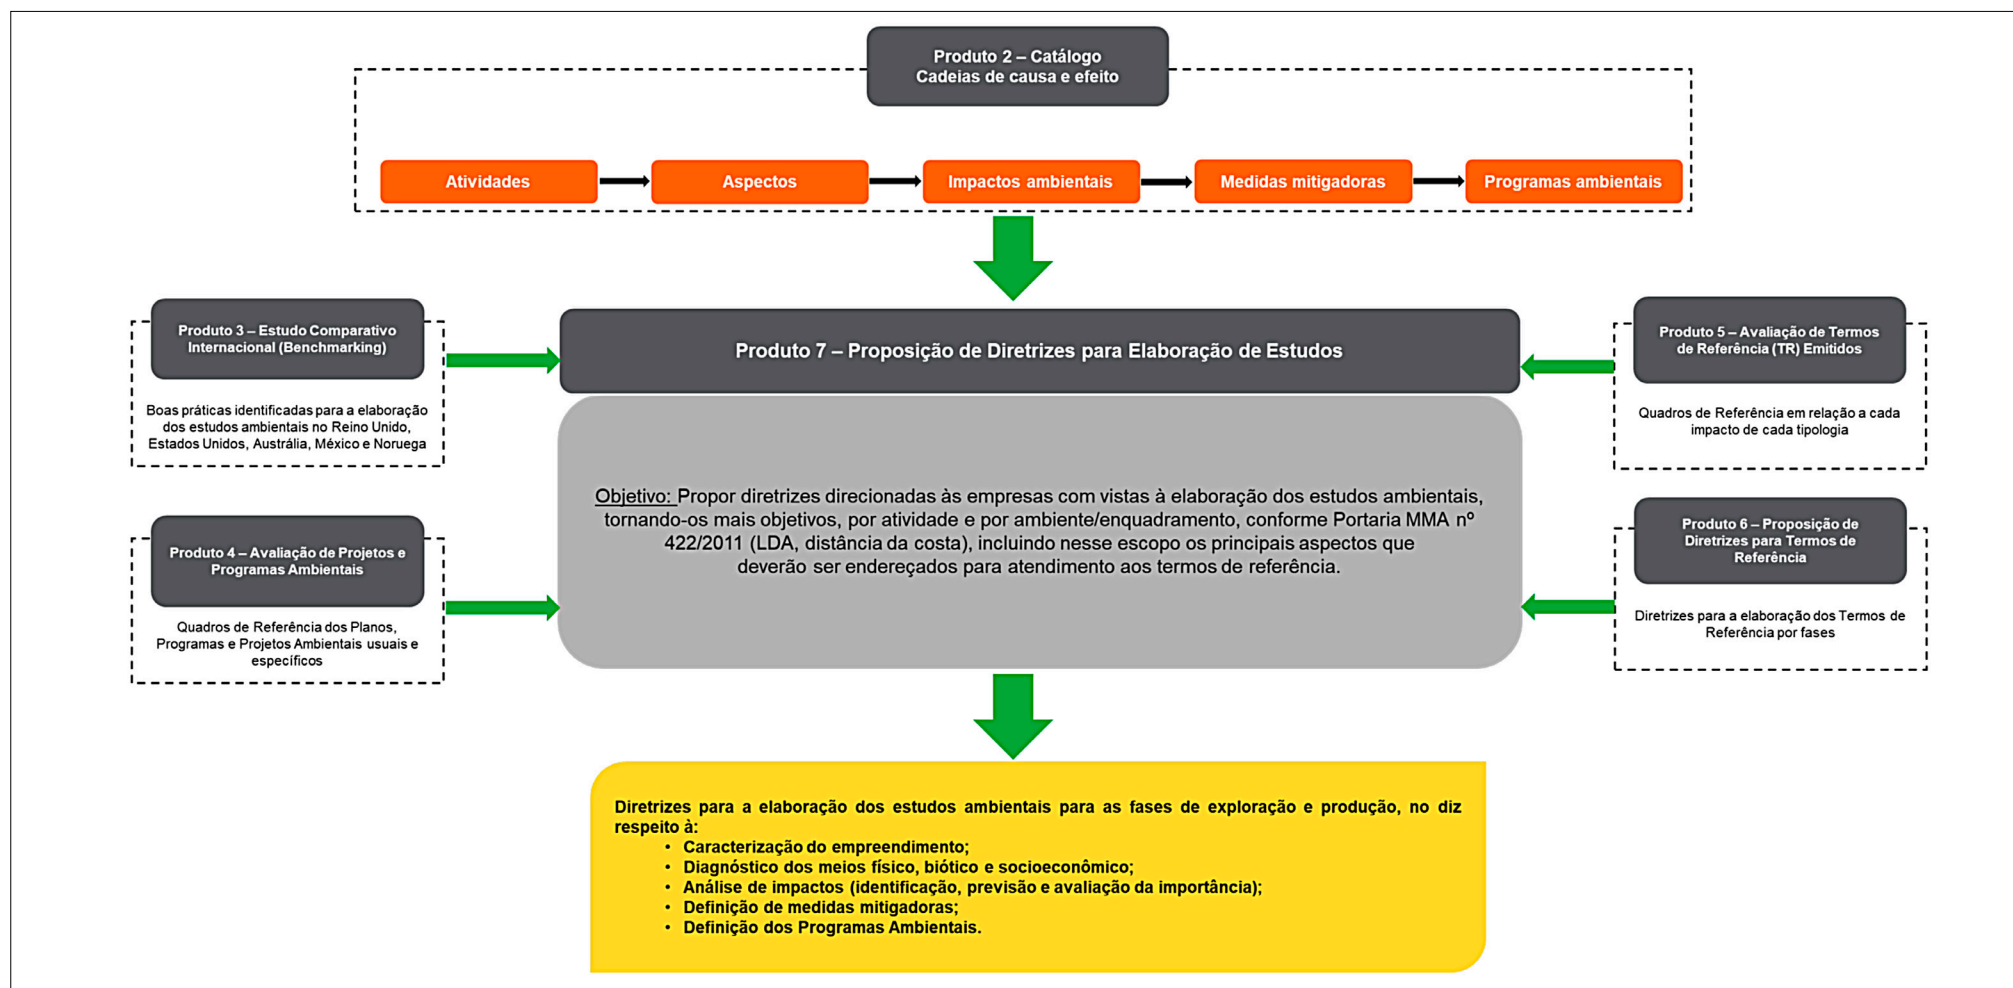 Produto 2 – Catálogo
Cadeias de causa e efeito
Atividades
Aspectos
Impactos ambientais
Medidas mitigadoras
Programas ambientais
Produto 3 – Estudo Comparativo
Internacional (Benchmarking)
Boas práticas identificadas para a elaboração
dos estudos ambientais no Reino Unido,
Estados Unidos, Austrália, México e Noruega
Produto 4 – Avaliação de Projetos e
Programas Ambientais
Quadros de Referência dos Planos,
Programas e Projetos Ambientais usuais e
específicos
Produto 7 – Proposição de Diretrizes para Elaboração de Estudos
Objetivo: Propor diretrizes direcionadas às empresas com vistas à elaboração dos estudos ambientais,
tornando-os mais objetivos, por atividade e por ambiente/enquadramento, conforme Portaria MMA nº
422/2011 (LDA, distância da costa), incluindo nesse escopo os principais aspectos que
deverão ser endereçados para atendimento aos termos de referência.
Produto 5 – Avaliação de Termos
de Referência (TR) Emitidos
Quadros de Referência em relação a cada
impacto de cada tipologia
Produto 6 – Proposição de
Diretrizes para Termos de
Referência
Diretrizes para a elaboração dos Termos de
Referência por fases
Diretrizes para a elaboração dos estudos ambientais para as fases de exploração e produção, no diz
respeito à:
• Caracterização do empreendimento;
• Diagnóstico dos meios físico, biótico e socioeconômico;
• Análise de impactos (identificação, previsão e avaliação da importância);
• Definição de medidas mitigadoras;
• Definição dos Programas Ambientais.